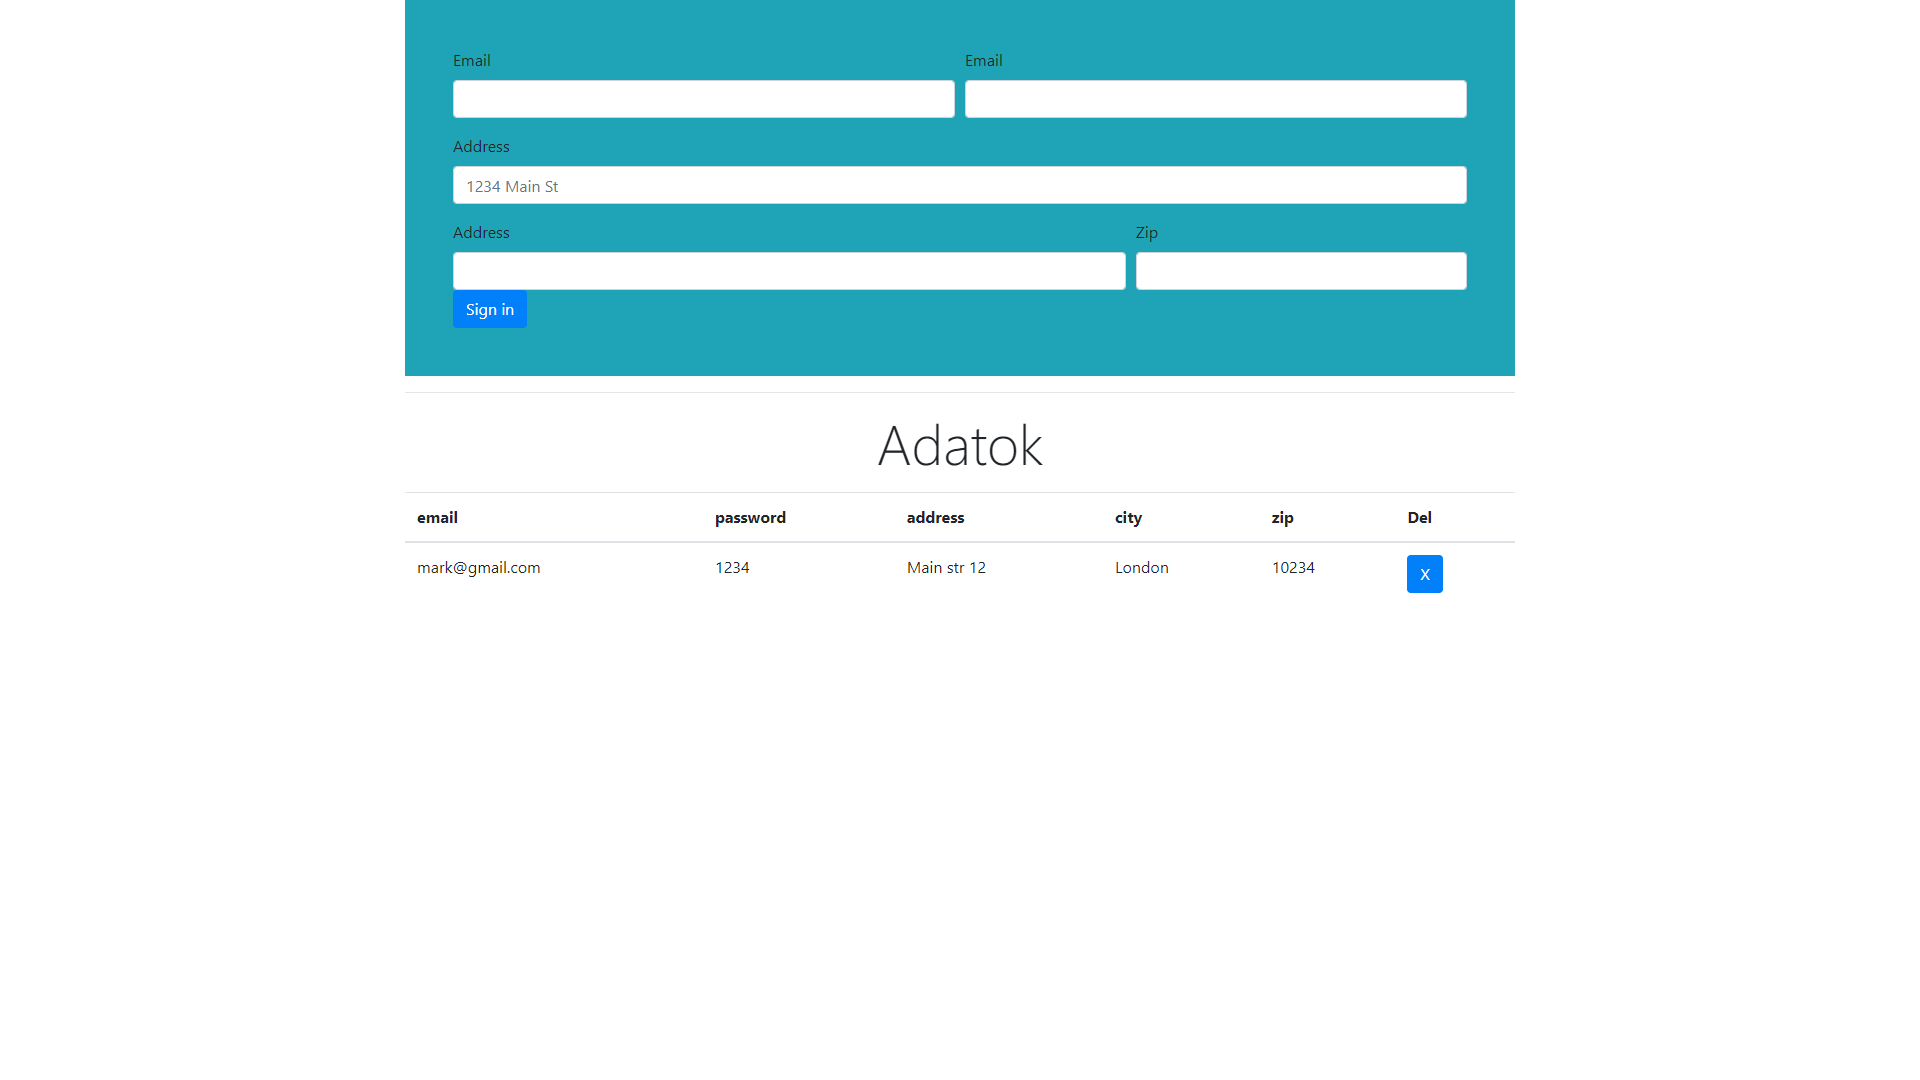 Email Email
Address
1234 Main St
Address Zip
Sign in
Adatok
email password address city zip Del
mark@gmail.com 1234 Main str 12 London 10234 X